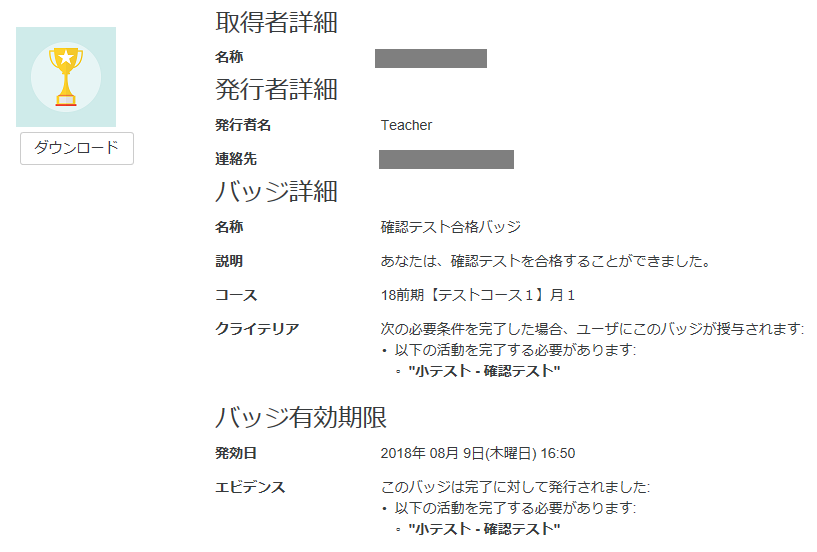 取得者詳細
名称
発行者詳細
発行者名 Teacher
連絡先
バッジ詳細
名称 確認テスト合格バッジ
説明 あなたは、確認テストを合格することができました。
コース 18前期【テストコース１】月１
クライテリア 次の必要条件を完了した場合、ユーザにこのバッジが授与されます:
• 以下の活動を完了する必要があります:
◦ "小テスト - 確認テスト"
バッジ有効期限
発効日 2018年 08月 9日(木曜日) 16:50
エビデンス このバッジは完了に対して発行されました:
• 以下の活動を完了する必要があります:
◦ "小テスト - 確認テスト"
ダウンロード